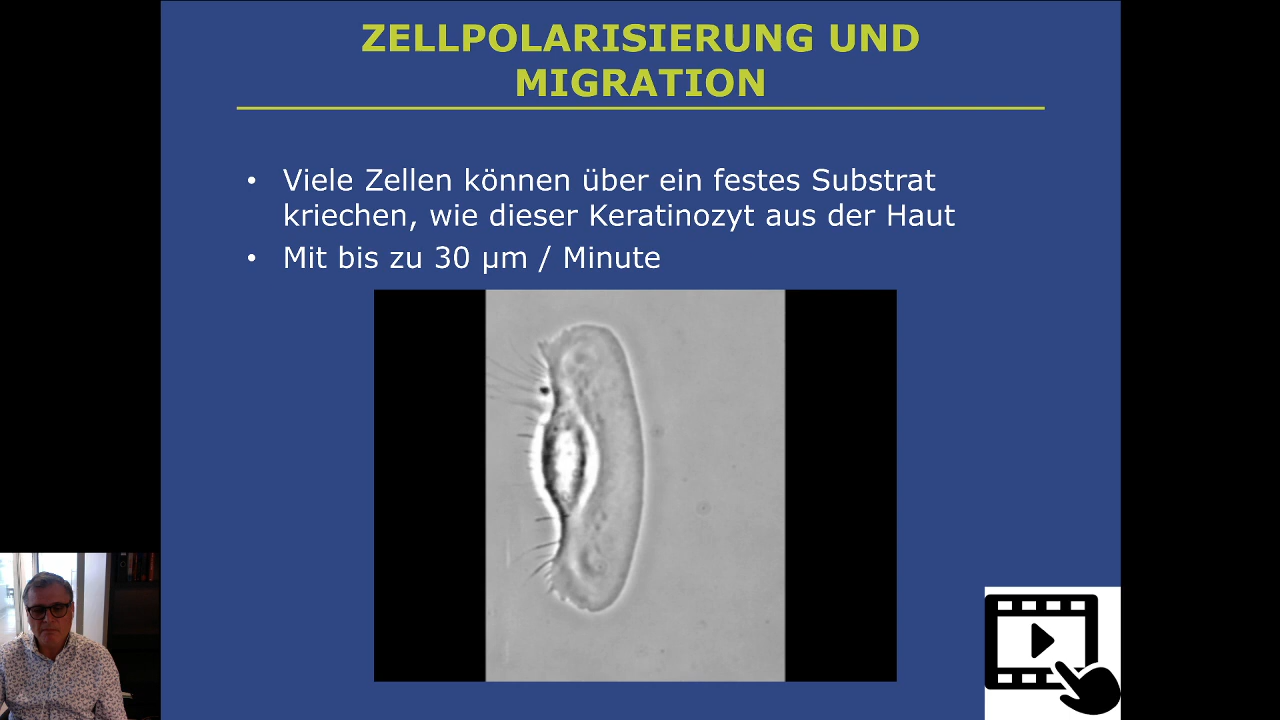 ZELLPOLARISIERUNG UND
MIGRATION
• Viele Zellen können über ein festes Substrat
kriechen, wie dieser Keratinozyt aus der Haut
• Mit bis zu 30 µm / Minute